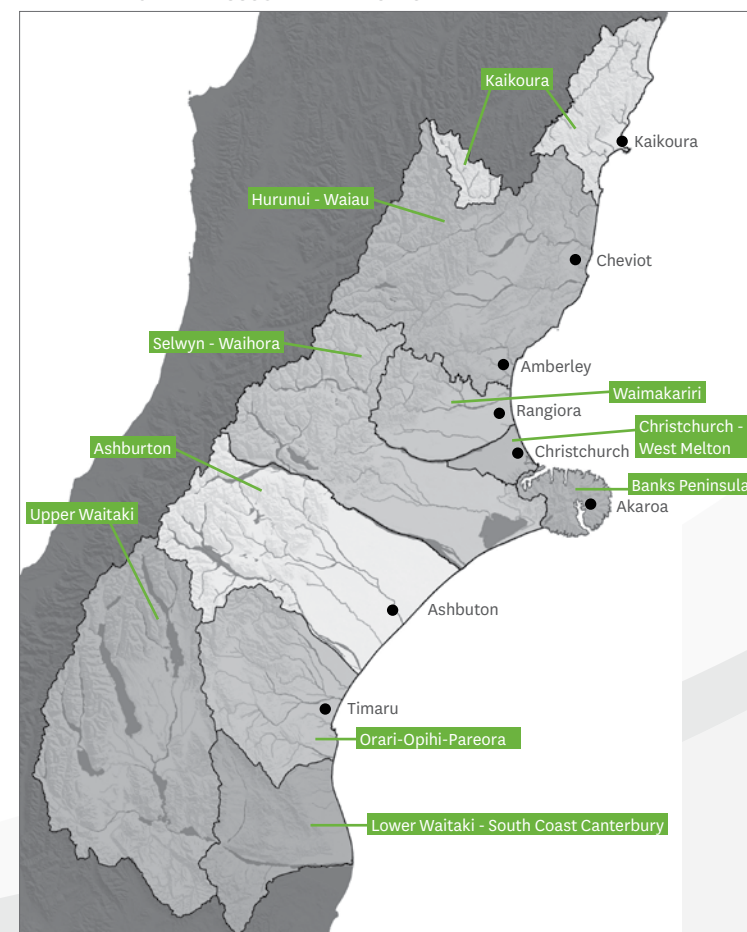 Kaikoura
Kaikoura
Hurunui - Waiau
Cheviot
Selwyn - Waihora
Amberley
Waimakariri
Rangiora
Christchurch -
West Melton
Ashburton
Christchurch
Banks Peninsula
Akaroa
Upper Waitaki
Ashbuton
Timaru
Orari-Opihi-Pareora
Lower Waitaki - South Coast Canterbury